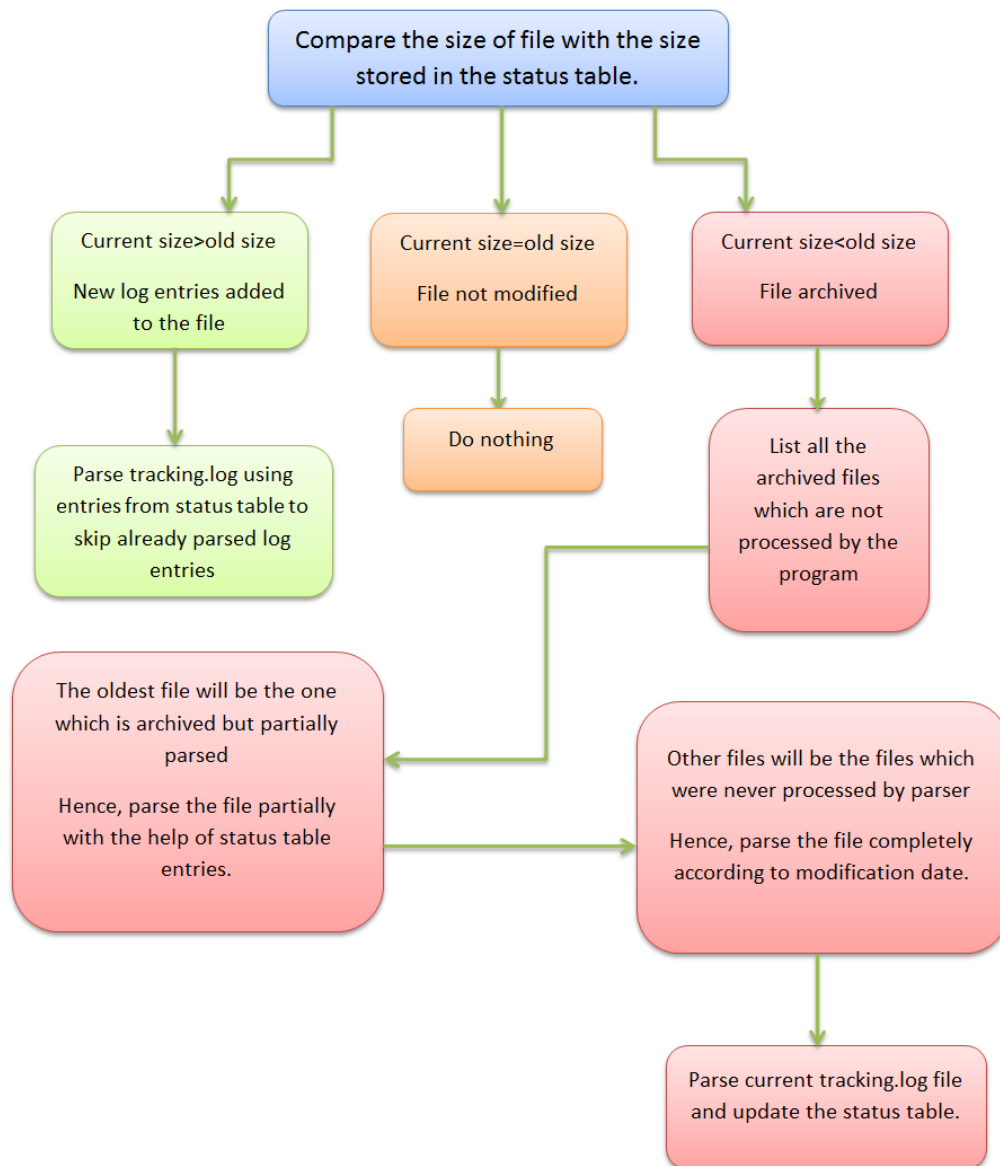 Compare the size of file with the size
stored in the status table.
Current size>old size
New log entries added
to the file
Current size=old size
File not modified
Current size<old size
File archived
Parse tracking.log using
entries from status table to
skip already parsed log
entries
Do nothing
List all the
archived files
which are not
processed by the
program
The oldest file will be the one
which is archived but partially
parsed
Hence, parse the file partially
with the help of status table
entries.
Other files will be the files which
were never processed by parser
Hence, parse the file completely
according to modification date.
Parse current tracking.log file
and update the status table.